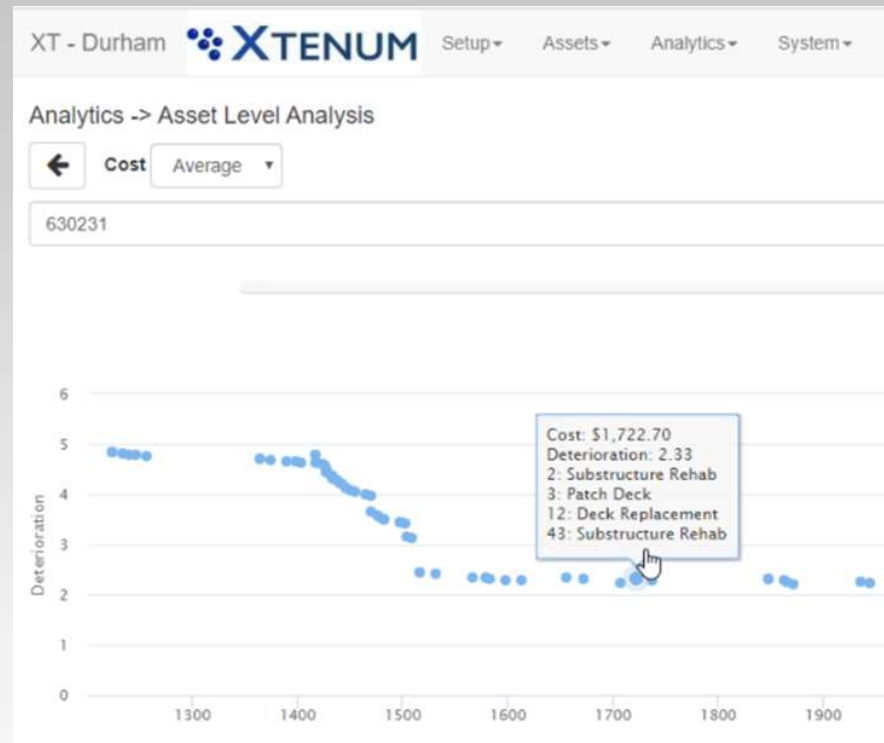 XT - Durham XTENUM Setup Assets Analytics System
Analytics -> Asset Level Analysis
Cost Average
630231
6
5
4
3
2
1
0
Deterioration
Cost: $1,722.70
Deterioration: 2.33
2: Substructure Rehab
3: Patch Deck
12: Deck Replacement
43: Substructure Rehab
1300 1400 1500 1600 1700 1800 1900